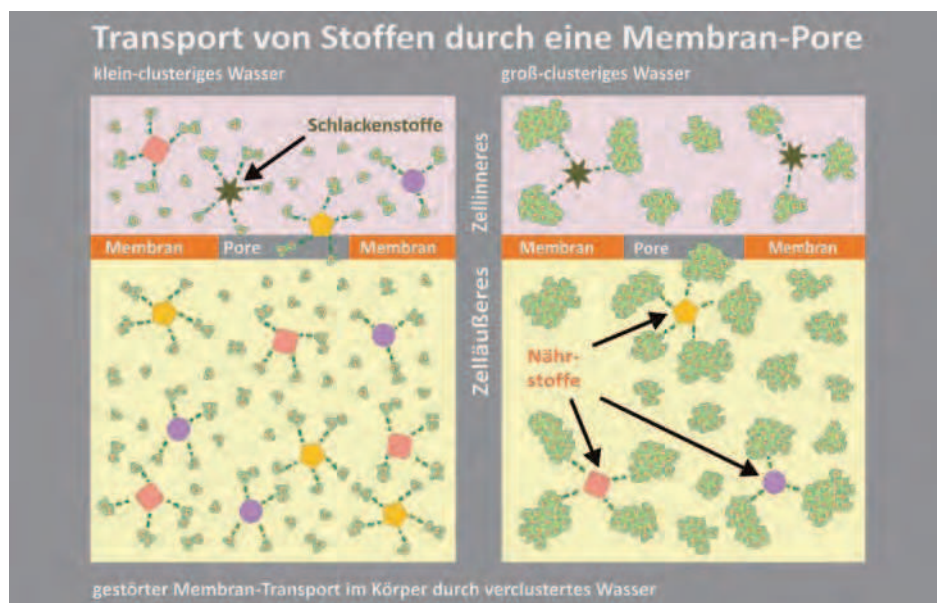 Transport von Stoffen durch eine Membran-Pore
klein-clusteriges Wasser
groß-clusteriges Wasser
Schlackenstoffe
Zellinneres
Membran
Pore
Membran
Membran
Pore
Membran
Zelläußeres
Nähr-
stoffe
gestörter Membran-Transport im Körper durch verclustertes Wasser